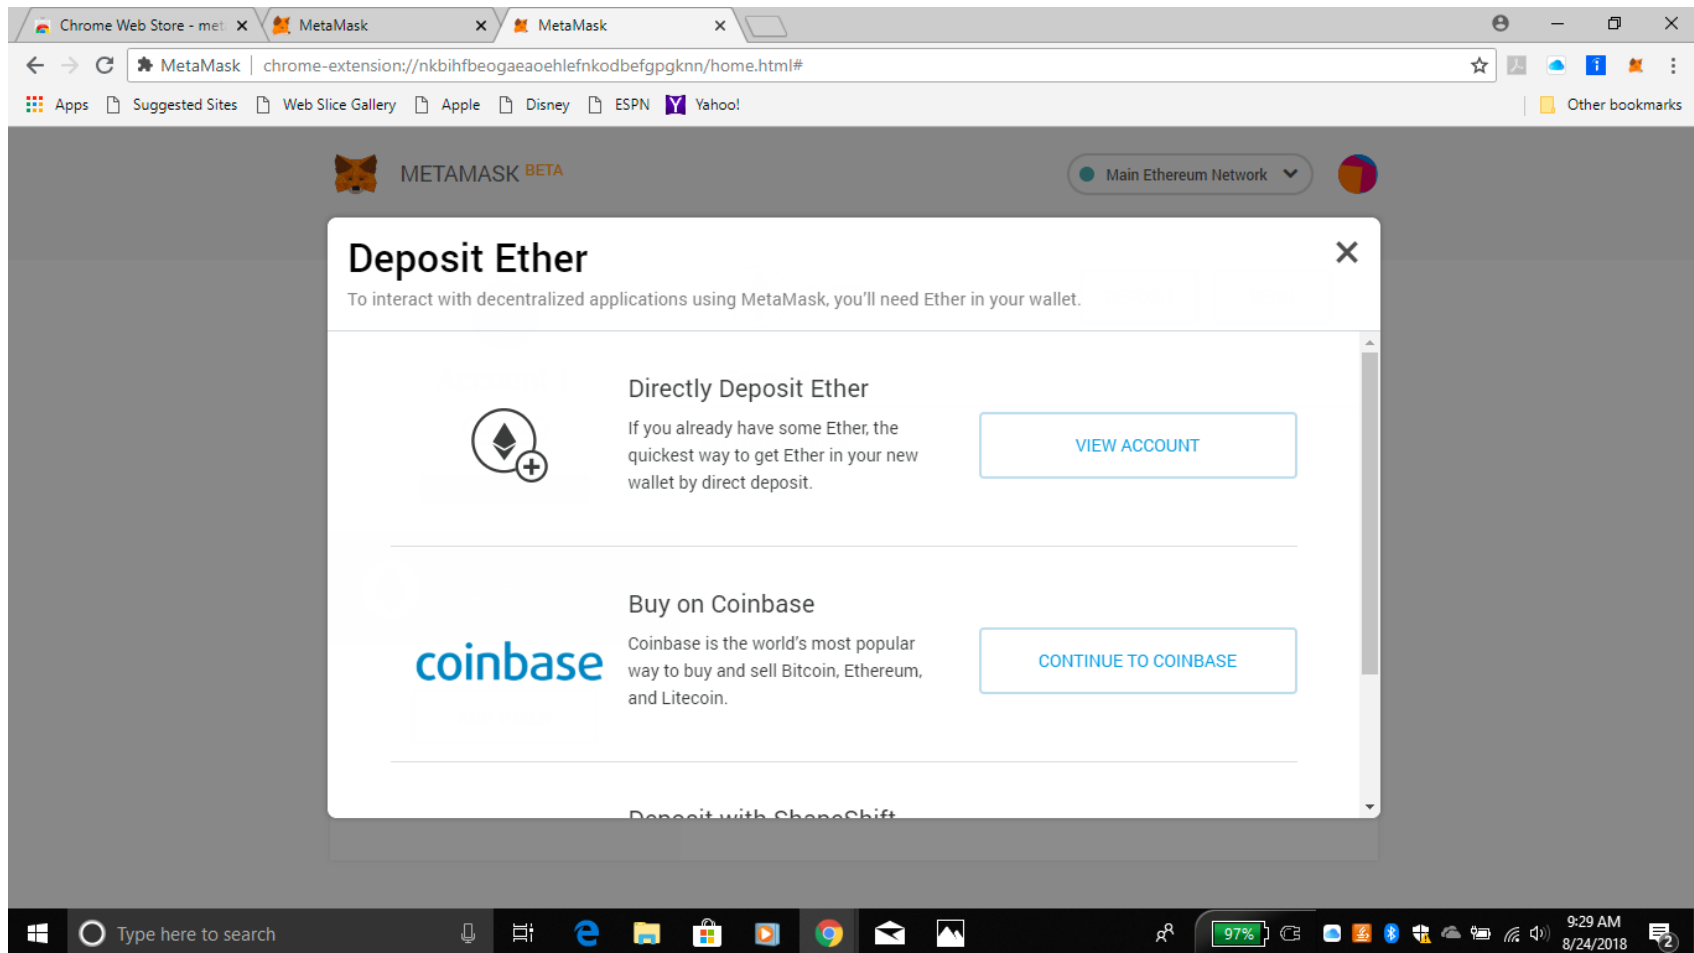 Chrome Web Store - met
MetaMask
MetaMask
MetaMask
chrome-extension://nkbihfbeogaeaoehlefnkodbefgpgknn/home.html#
Apps
Suggested Sites
Web Slice Gallery
Apple
Disney
ESPN
Yahoo!
Other bookmarks
METAMASK BETA
Main Ethereum Network
Deposit Ether
To interact with decentralized applications using MetaMask, you'll need Ether in your wallet.
Directly Deposit Ether
If you already have some Ether, the
quickest way to get Ether in your new
wallet by direct deposit.
VIEW ACCOUNT
Buy on Coinbase
coinbase
Coinbase is the world's most popular
way to buy and sell Bitcoin, Ethereum,
and Litecoin.
CONTINUE TO COINBASE
Deposit with ShapeShift
Type here to search
97%
9:29 AM
8/24/2018
2